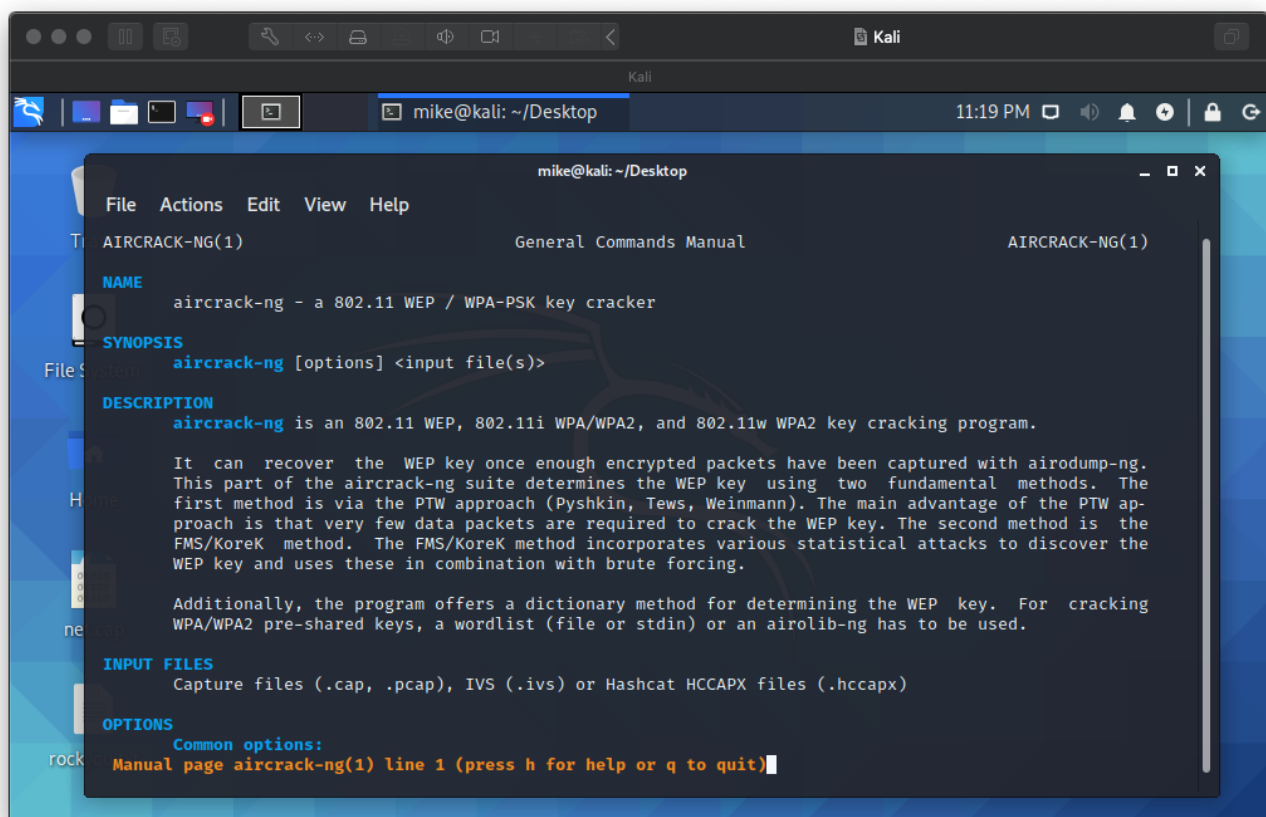 Kali
Kali
mike@kali: ~/Desktop
11:19 PM
mike@kali: ~/Desktop
File Actions Edit View Help
AIRCRACK-NG(1) General Commands Manual AIRCRACK-NG(1)
NAME
aircrack-ng - a 802.11 WEP / WPA-PSK key cracker
SYNOPSIS
aircrack-ng [options] <input file(s)>
DESCRIPTION
aircrack-ng is an 802.11 WEP, 802.11i WPA/WPA2, and 802.11w WPA2 key cracking program.
It can recover the WEP key once enough encrypted packets have been captured with airodump-ng.
This part of the aircrack-ng suite determines the WEP key using two fundamental methods. The
first method is via the PTW approach (Pyshkin, Tews, Weinmann). The main advantage of the PTW ap-
proach is that very few data packets are required to crack the WEP key. The second method is the
FMS/KoreK method. The FMS/KoreK method incorporates various statistical attacks to discover the
WEP key and uses these in combination with brute forcing.
Additionally, the program offers a dictionary method for determining the WEP key. For cracking
WPA/WPA2 pre-shared keys, a wordlist (file or stdin) or an airolib-ng has to be used.
INPUT FILES
Capture files (.cap, .pcap), IVS (.ivs) or Hashcat HCCAPX files (.hccapx)
OPTIONS
Common options:
Manual page aircrack-ng(1) line 1 (press h for help or q to quit)
File System
Home